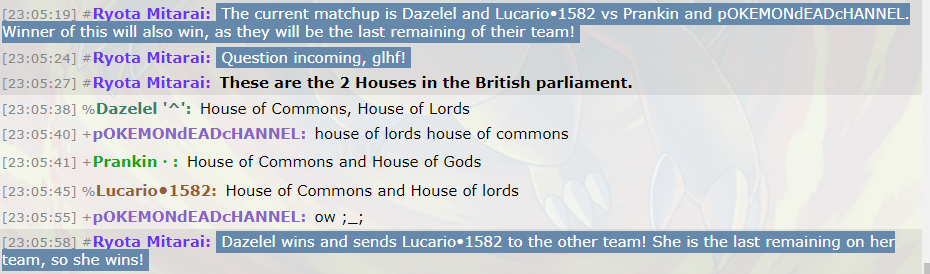 [23:05:19] #Ryota Mitarai: The current matchup is Dazelel and Lucario•1582 vs Prankin and pOKEMONdEADcHANNEL.
Winner of this will also win, as they will be the last remaining of their team!
[23:05:24] #Ryota Mitarai: Question incoming, glhf!
[23:05:27] #Ryota Mitarai: These are the 2 Houses in the British parliament.
[23:05:38] %Dazelel '^': House of Commons, House of Lords
[23:05:40] +pOKEMONdEADcHANNEL: house of lords house of commons
[23:05:41] +Prankin · : House of Commons and House of Gods
[23:05:45] %Lucario•1582: House of Commons and House of lords
[23:05:55] +pOKEMONdEADcHANNEL: ow ;_;
[23:05:58] #Ryota Mitarai: Dazelel wins and sends Lucario•1582 to the other team! She is the last remaining on her
team, so she wins!